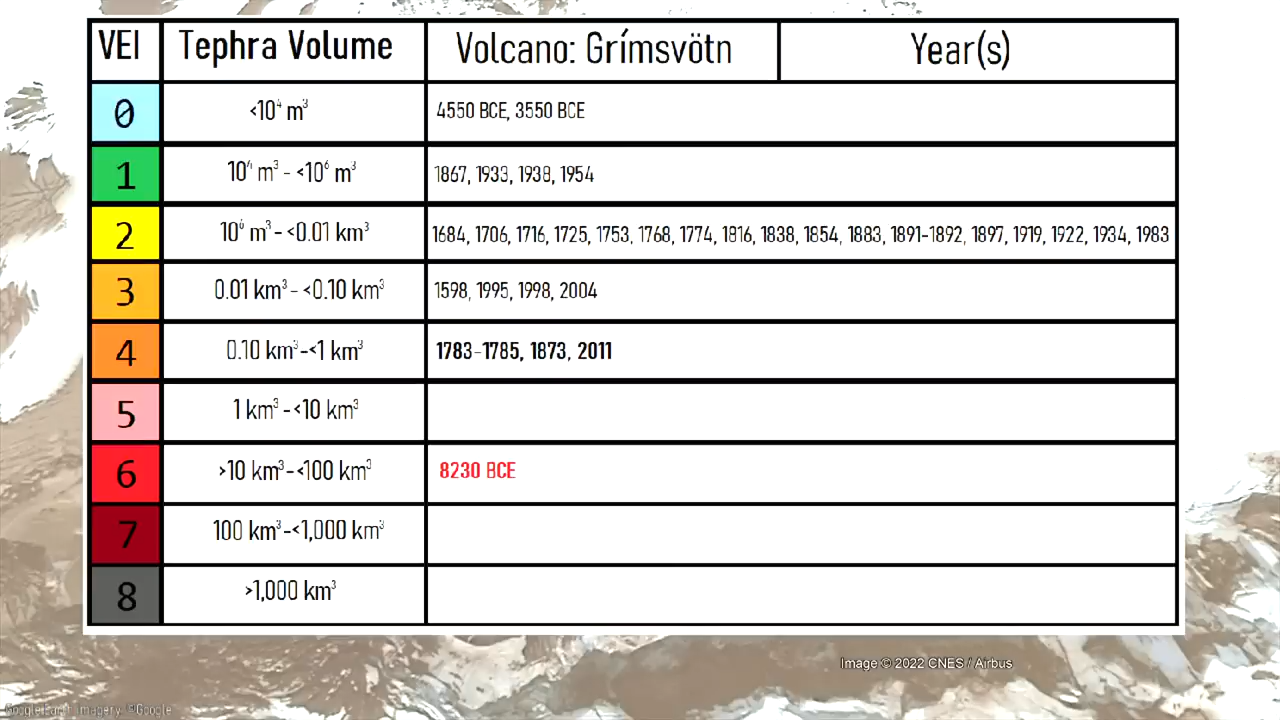 VEI Tephra Volume Volcano: Grímsvötn Year(s)
0 <10⁴ m³ 4550 BCE, 3550 BCE
1 10⁴ m³ - <10⁶ m³ 1867, 1933, 1938, 1954
2 10⁶ m³ - <0.01 km³ 1684, 1706, 1716, 1725, 1753, 1768, 1774, 1816, 1838, 1854, 1883, 1891-1892, 1897, 1919, 1922, 1934, 1983
3 0.01 km³ - <0.10 km³ 1598, 1995, 1998, 2004
4 0.10 km³-<1 km³ 1783-1785, 1873, 2011
5 1 km³ - <10 km³
6 >10 km³-<100 km³ 8230 BCE
7 100 km³-<1,000 km³
8 >1,000 km³
Image © 2022 CNES / Airbus
Google Earth Imagery ©Google